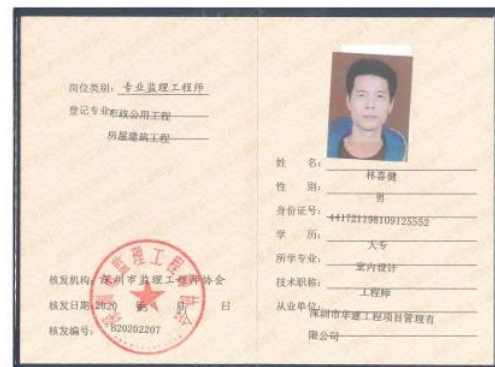 岗位类别：专业监理工程师
登记专业：市政公用工程
房屋建筑工程
核发机构：深圳市监理工程师协会
核发日期：2020 年 月 日
核发编号：B20202207
姓 名：林喜健
性 别：男
身份证号：441721198109125552
学 历：大专
所学专业：室内设计
技术职称：工程师
从业单位：深圳市华建工程项目管理有
限公司